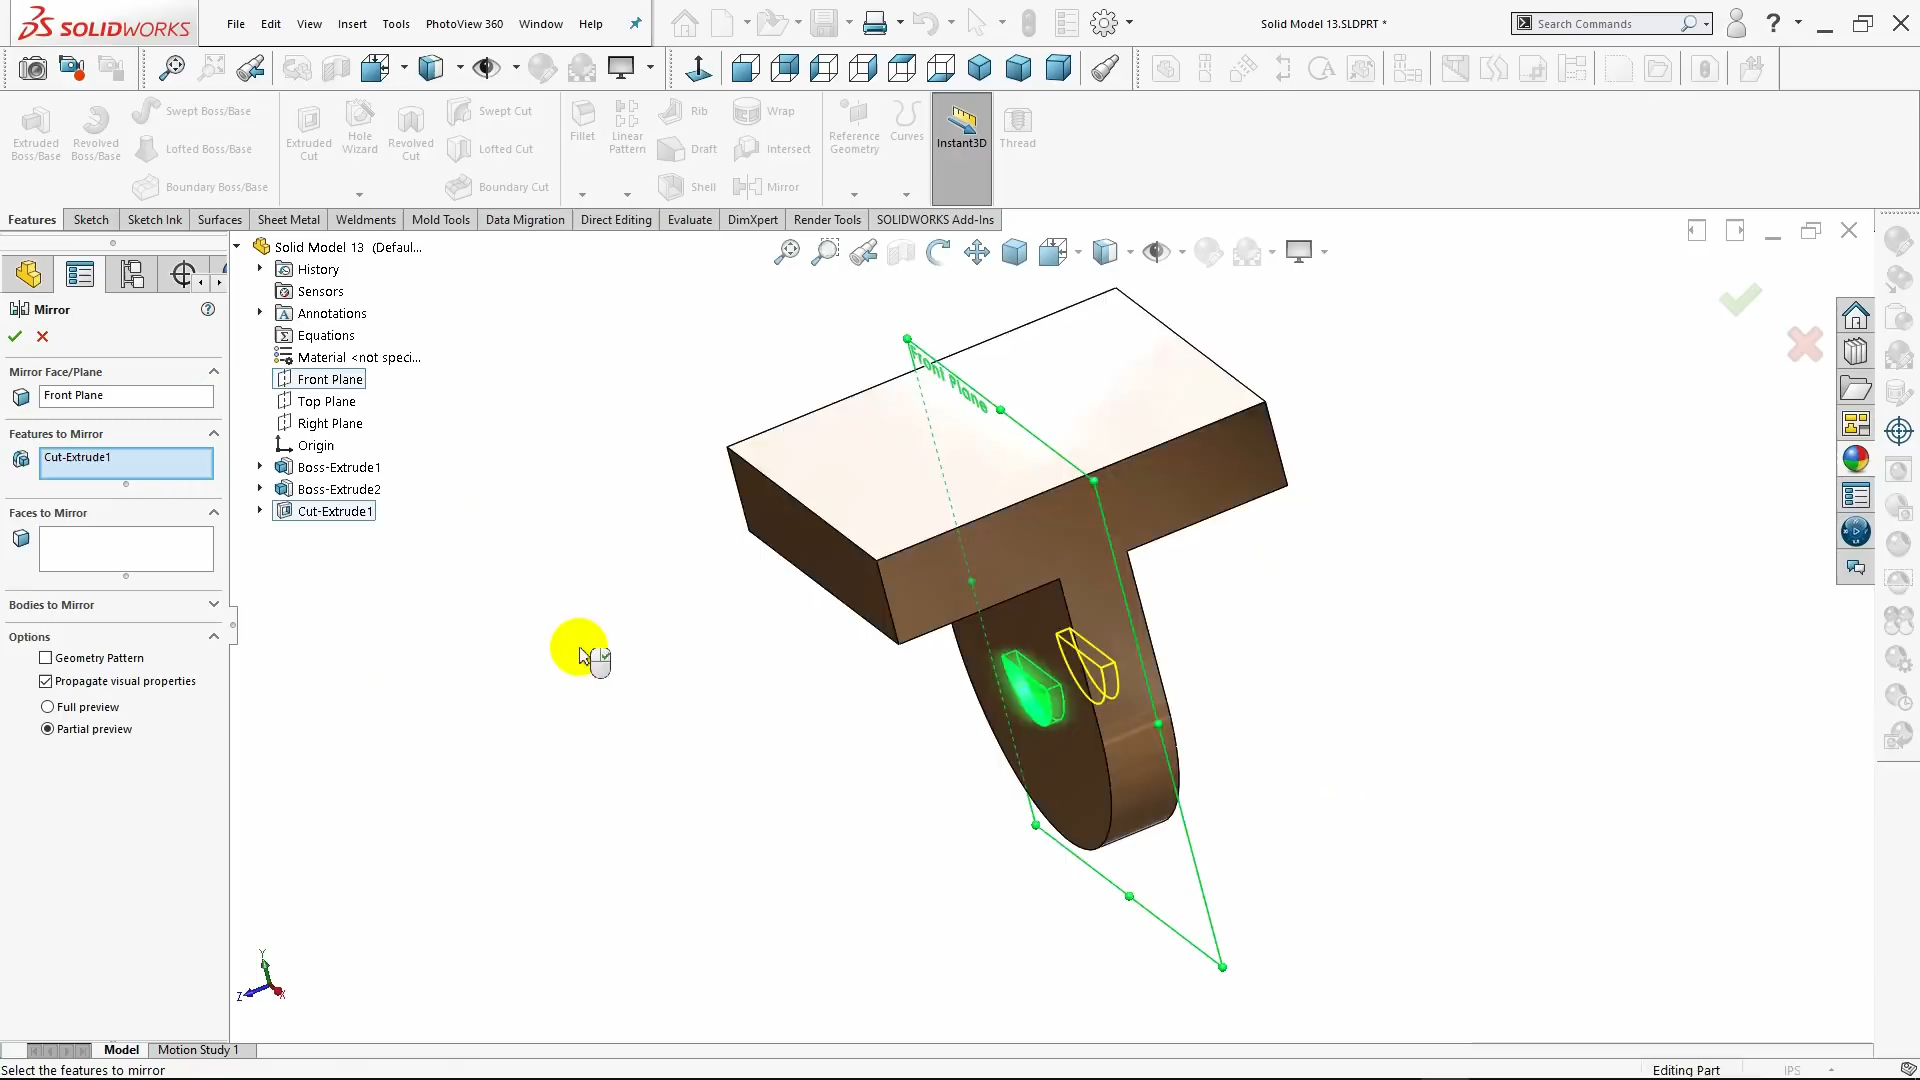 SOLIDWORKS
File Edit View Insert Tools PhotoView 360 Window Help
Solid Model 13.SLDPRT *
Search Commands
?
Extruded Boss/Base
Revolved Boss/Base
Swept Boss/Base
Lofted Boss/Base
Boundary Boss/Base
Extruded Cut
Hole Wizard
Revolved Cut
Swept Cut
Lofted Cut
Boundary Cut
Fillet
Linear Pattern
Rib
Draft
Shell
Wrap
Intersect
Mirror
Reference Geometry
Curves
Instant3D
Thread
Features Sketch Sketch Ink Surfaces Sheet Metal Weldments Mold Tools Data Migration Direct Editing Evaluate DimXpert Render Tools SOLIDWORKS Add-Ins
Mirror
?
Mirror Face/Plane
Front Plane
Features to Mirror
Cut-Extrude1
Faces to Mirror
Bodies to Mirror
Options
Geometry Pattern
Propagate visual properties
Full preview
Partial preview
Solid Model 13 (Defaul...
History
Sensors
Annotations
Equations
Material <not speci...
Front Plane
Top Plane
Right Plane
Origin
Boss-Extrude1
Boss-Extrude2
Cut-Extrude1
Front Plane
Y
Z
X
Model Motion Study 1
Select the features to mirror
Editing Part
IPS